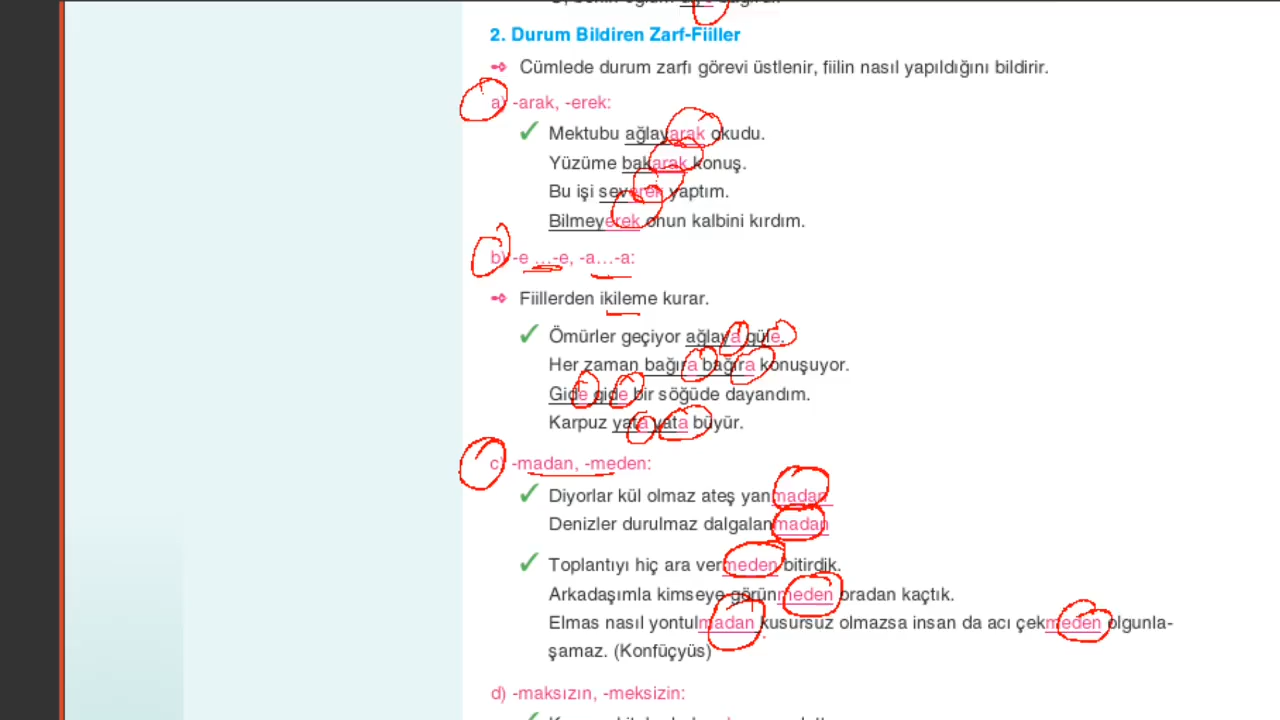 2. Durum Bildiren Zarf-Fiiller
Cümlede durum zarfı görevi üstlenir, fiilin nasıl yapıldığını bildirir.
a) -arak, -erek:
Mektubu ağlayarak okudu.
Yüzüme bakarak konuş.
Bu işi severek yaptım.
Bilmeyerek onun kalbini kırdım.
b) -e ...-e, -a...-a:
Fiillerden ikileme kurar.
Ömürler geçiyor ağlaya güle.
Her zaman bağıra bağıra konuşuyor.
Gide gide bir söğüde dayandım.
Karpuz yata yata büyür.
c) -madan, -meden:
Diyorlar kül olmaz ateş yanmadan
Denizler durulmaz dalgalanmadan
Toplantıyı hiç ara vermeden bitirdik.
Arkadaşımla kimseye görünmeden oradan kaçtık.
Elmas nasıl yontulmadan kusursuz olmazsa insan da acı çekmeden olgunla-
şamaz. (Konfüçyüs)
d) -maksızın, -meksizin: